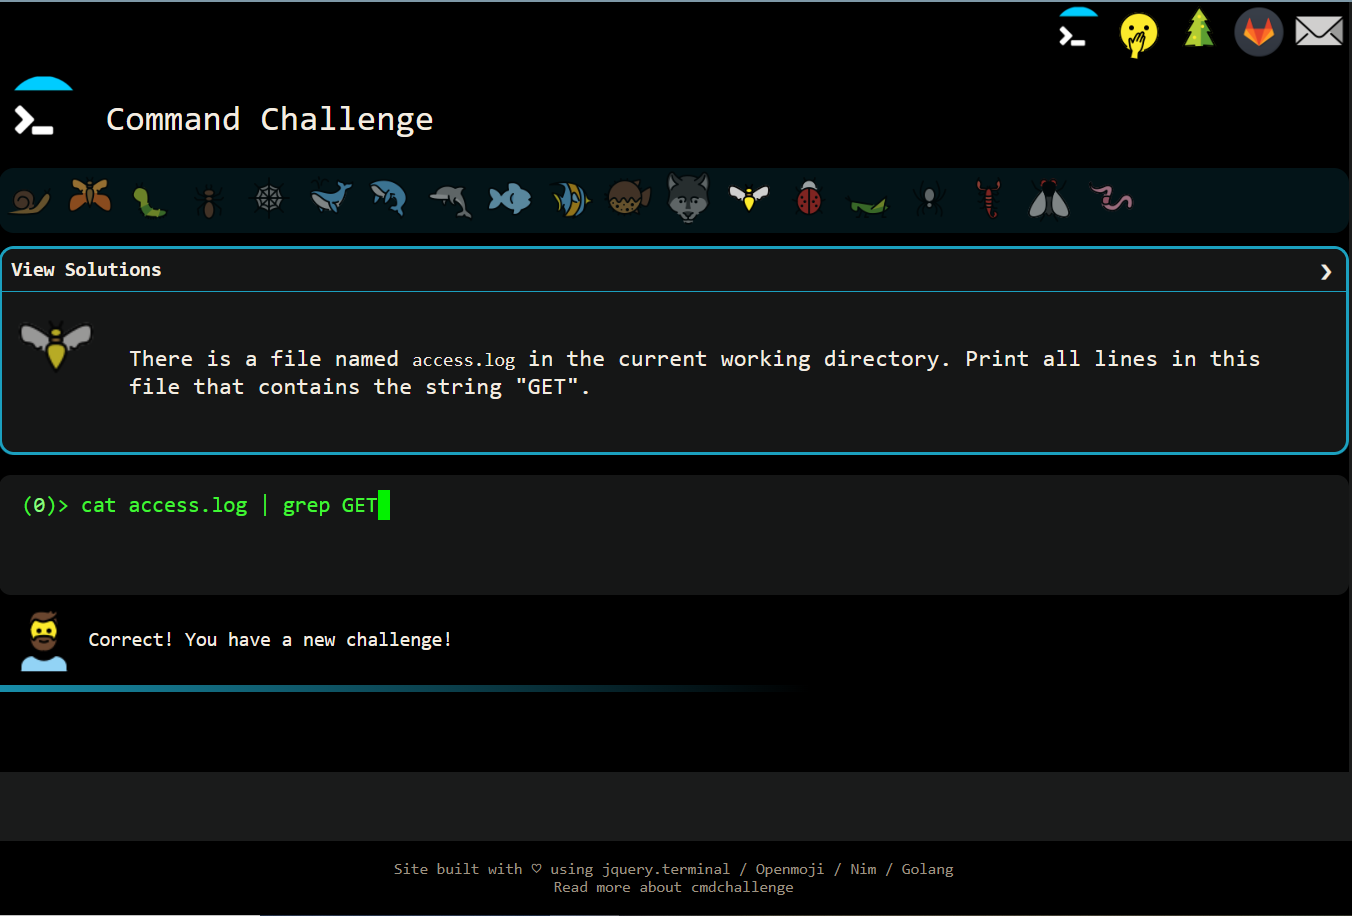 Command Challenge
View Solutions
There is a file named access.log in the current working directory. Print all lines in this
file that contains the string "GET".
(0)> cat access.log | grep GET
Correct! You have a new challenge!
Site built with ♡ using jquery.terminal / Openmoji / Nim / Golang
Read more about cmdchallenge